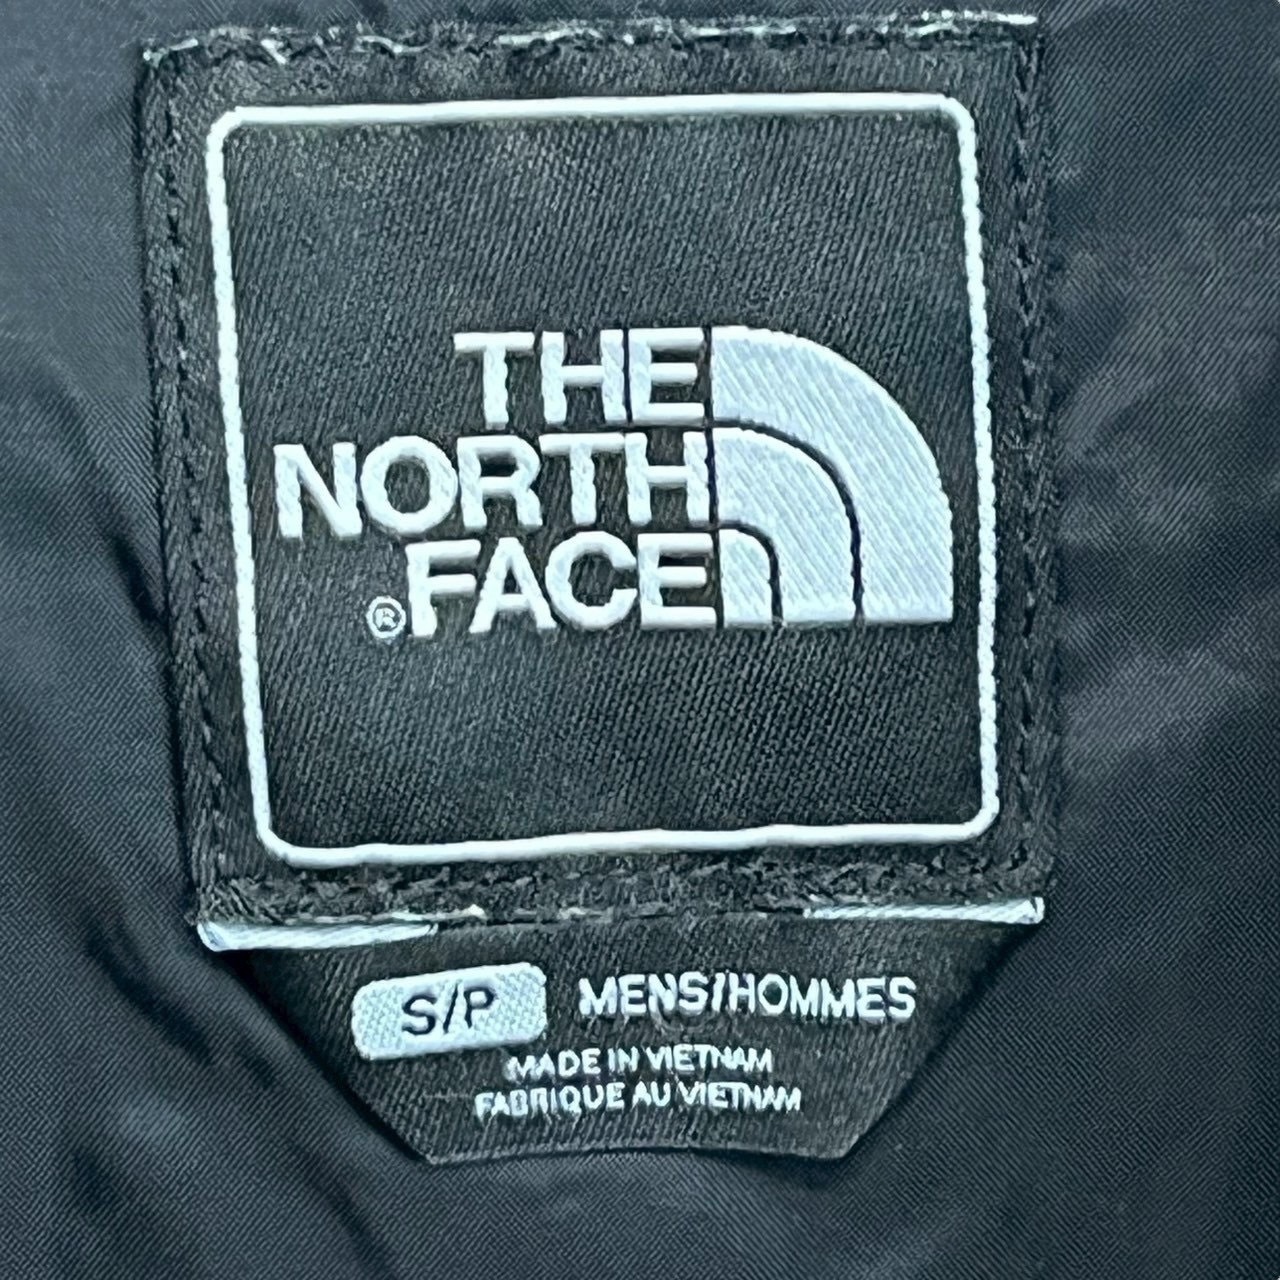 THE
NORTH
®FACE
S/P MENS/HOMMES
MADE IN VIETNAM
FABRIQUE AU VIETNAM